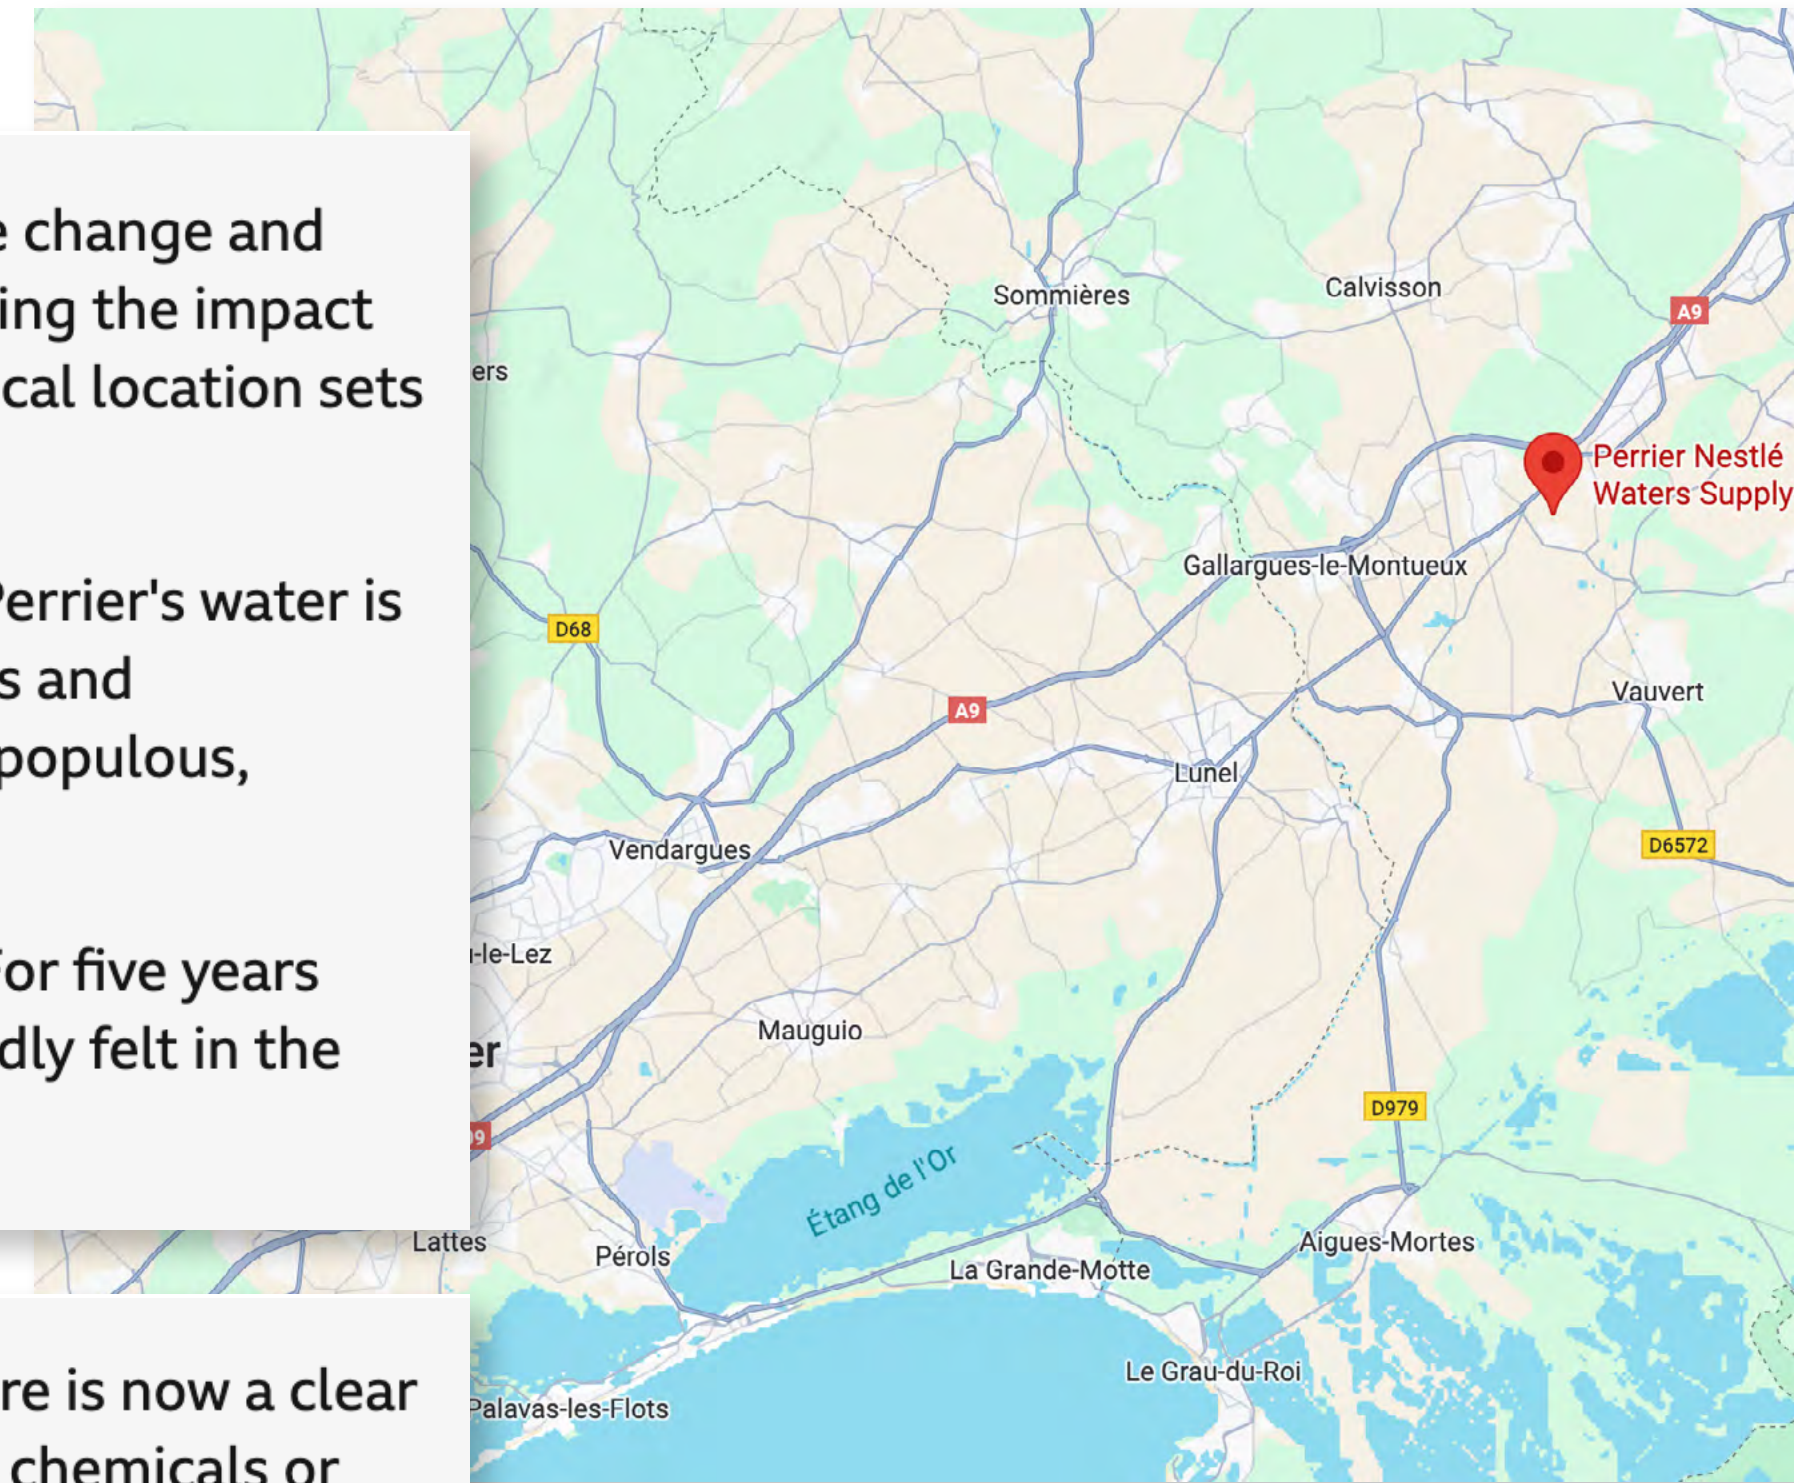 e change and
ing the impact
cal location sets
Perrier's water is
s and
populous,
For five years
dly felt in the
re is now a clear
chemicals or
Sommières
Calvisson
A9
ers
Perrier Nestlé
Waters Supply
Gallargues-le-Montueux
D68
Vauvert
A9
Lunel
D6572
Vendargues
-le-Lez
Mauguio
er
D979
9
Étang de l'Or
Lattes
Pérols
La Grande-Motte
Aigues-Mortes
Le Grau-du-Roi
Palavas-les-Flots